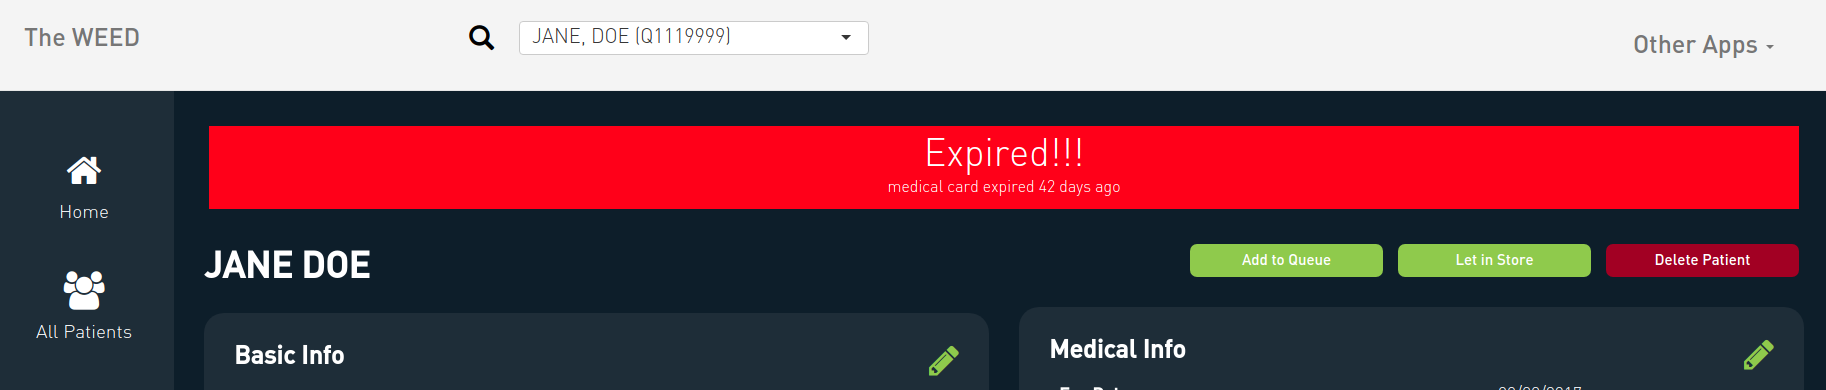 The WEED
JANE, DOE (Q1119999)
Other Apps
Expired!!!
medical card expired 42 days ago
Home
All Patients
JANE DOE
Add to Queue
Let in Store
Delete Patient
Basic Info
Medical Info